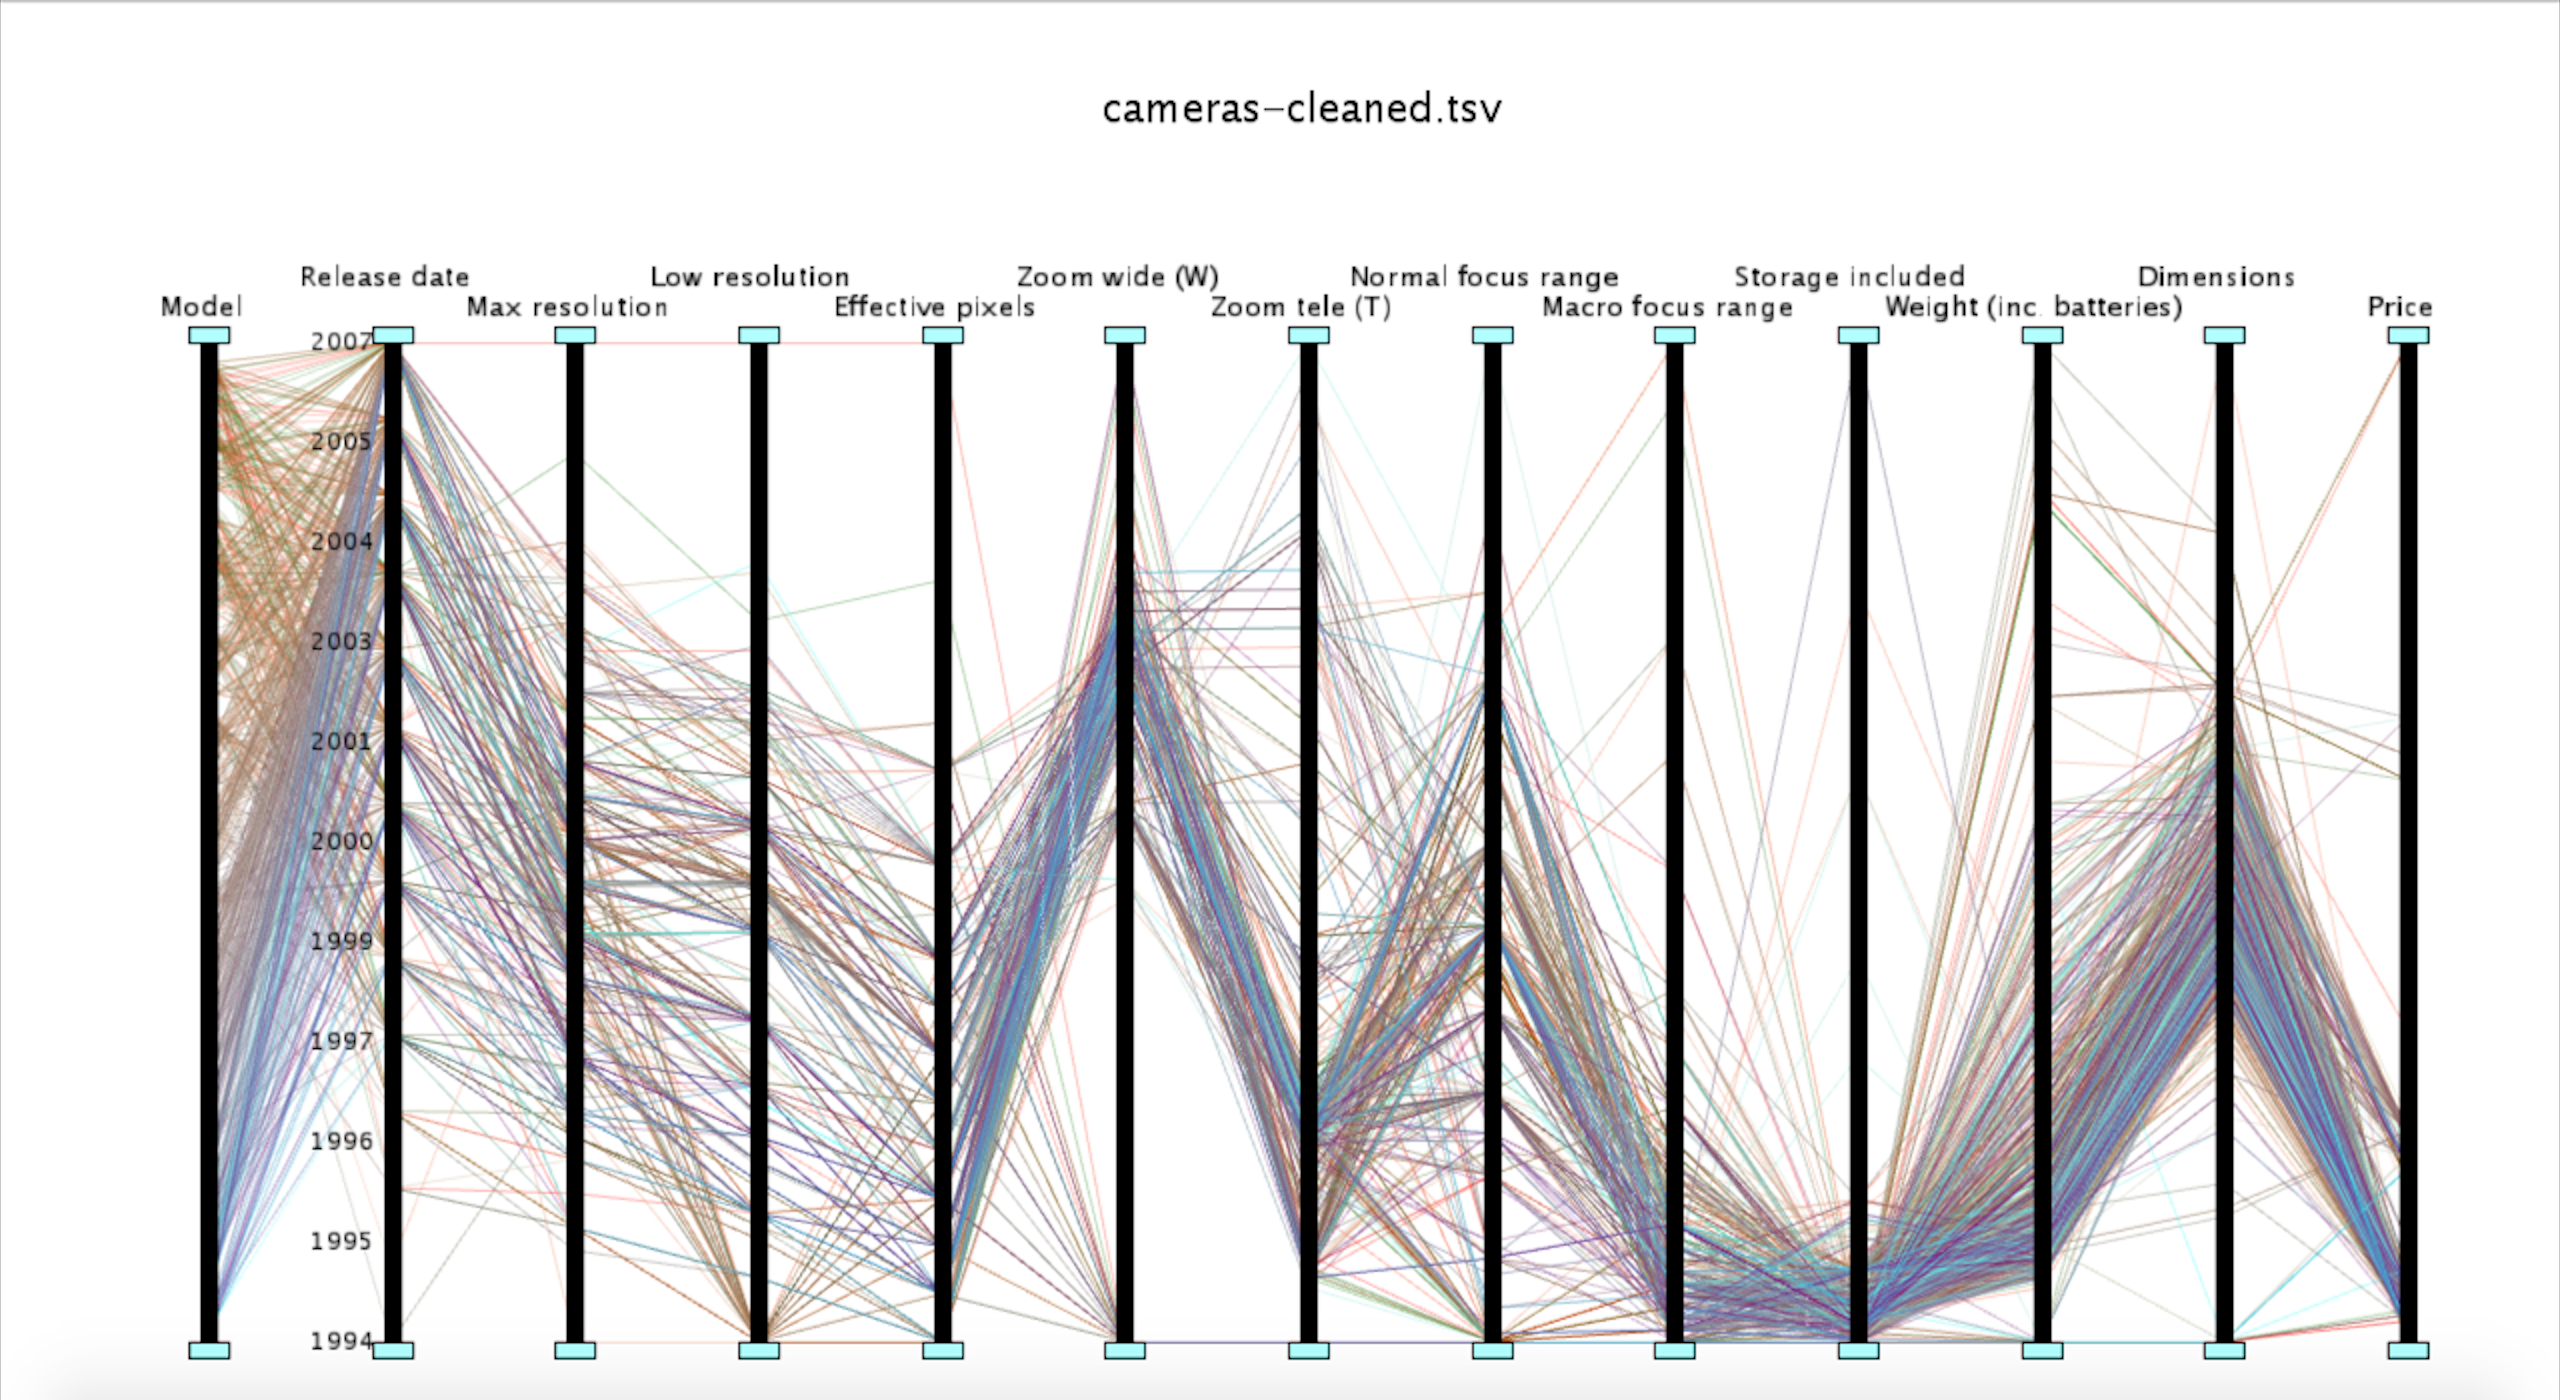 cameras-cleaned.tsv
Release date
Low resolution
Zoom wide (W)
Normal focus range
Storage included
Dimensions
Model
Max resolution
Effective pixels
Zoom tele (T)
Macro focus range
Weight (inc. batteries)
Price
2007
2005
2004
2003
2001
2000
1999
1997
1996
1995
1994